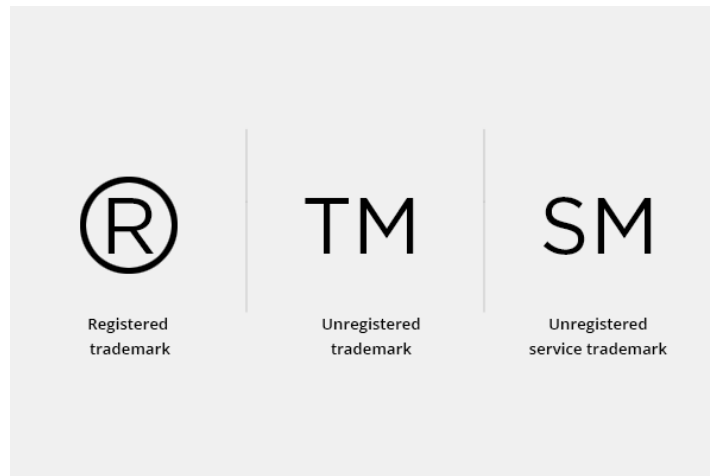 ® TM SM
Registered trademark
Unregistered trademark
Unregistered service trademark